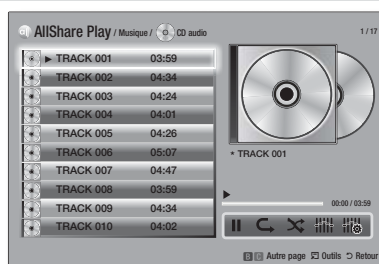 AllShare Play / Musique / CD audio 1 / 17
► TRACK 001 03:59
TRACK 002 04:34
TRACK 003 04:24
TRACK 004 04:01
TRACK 005 04:26
TRACK 006 05:07
TRACK 007 04:47
TRACK 008 03:59
TRACK 009 04:34
TRACK 010 04:02
* TRACK 001
00:00 / 03:59
B C Autre page Outils Retour